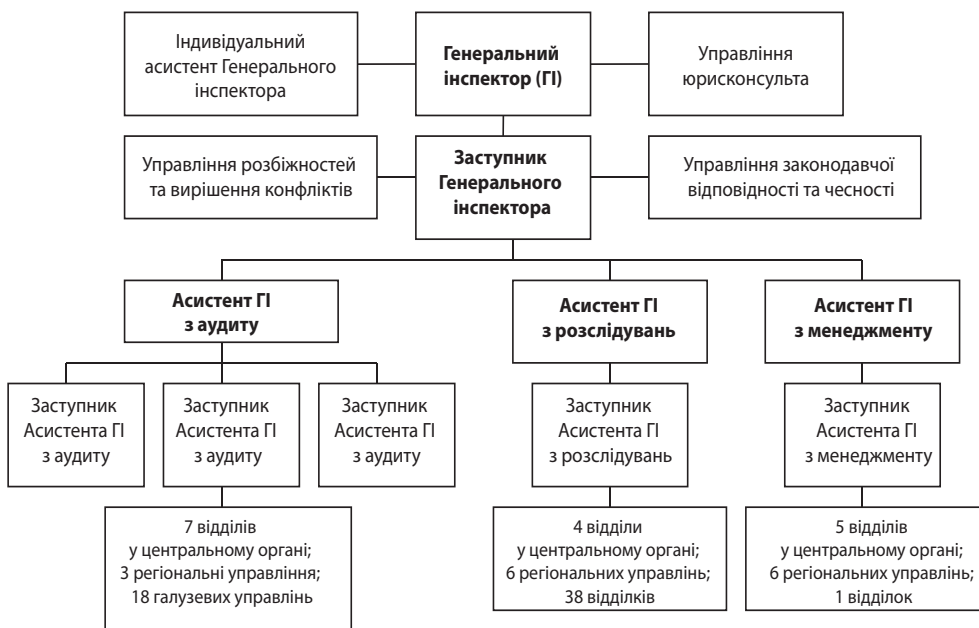 Індивідуальний
асистент Генерального
інспектора
Генеральний
інспектор (ГІ)
Управління
юрисконсульта
Управління розбіжностей
та вирішення конфліктів
Заступник
Генерального
інспектора
Управління законодавчої
відповідності та чесності
Асистент ГІ
з аудиту
Асистент ГІ
з розслідувань
Асистент ГІ
з менеджменту
Заступник
Асистента ГІ
з аудиту
Заступник
Асистента ГІ
з аудиту
Заступник
Асистента ГІ
з аудиту
Заступник
Асистента ГІ
з розслідувань
Заступник
Асистента ГІ
з менеджменту
7 відділів
у центральному органі;
3 регіональні управління;
18 галузевих управлінь
4 відділи
у центральному органі;
6 регіональних управлінь;
38 відділків
5 відділів
у центральному органі;
6 регіональних управлінь;
1 відділок